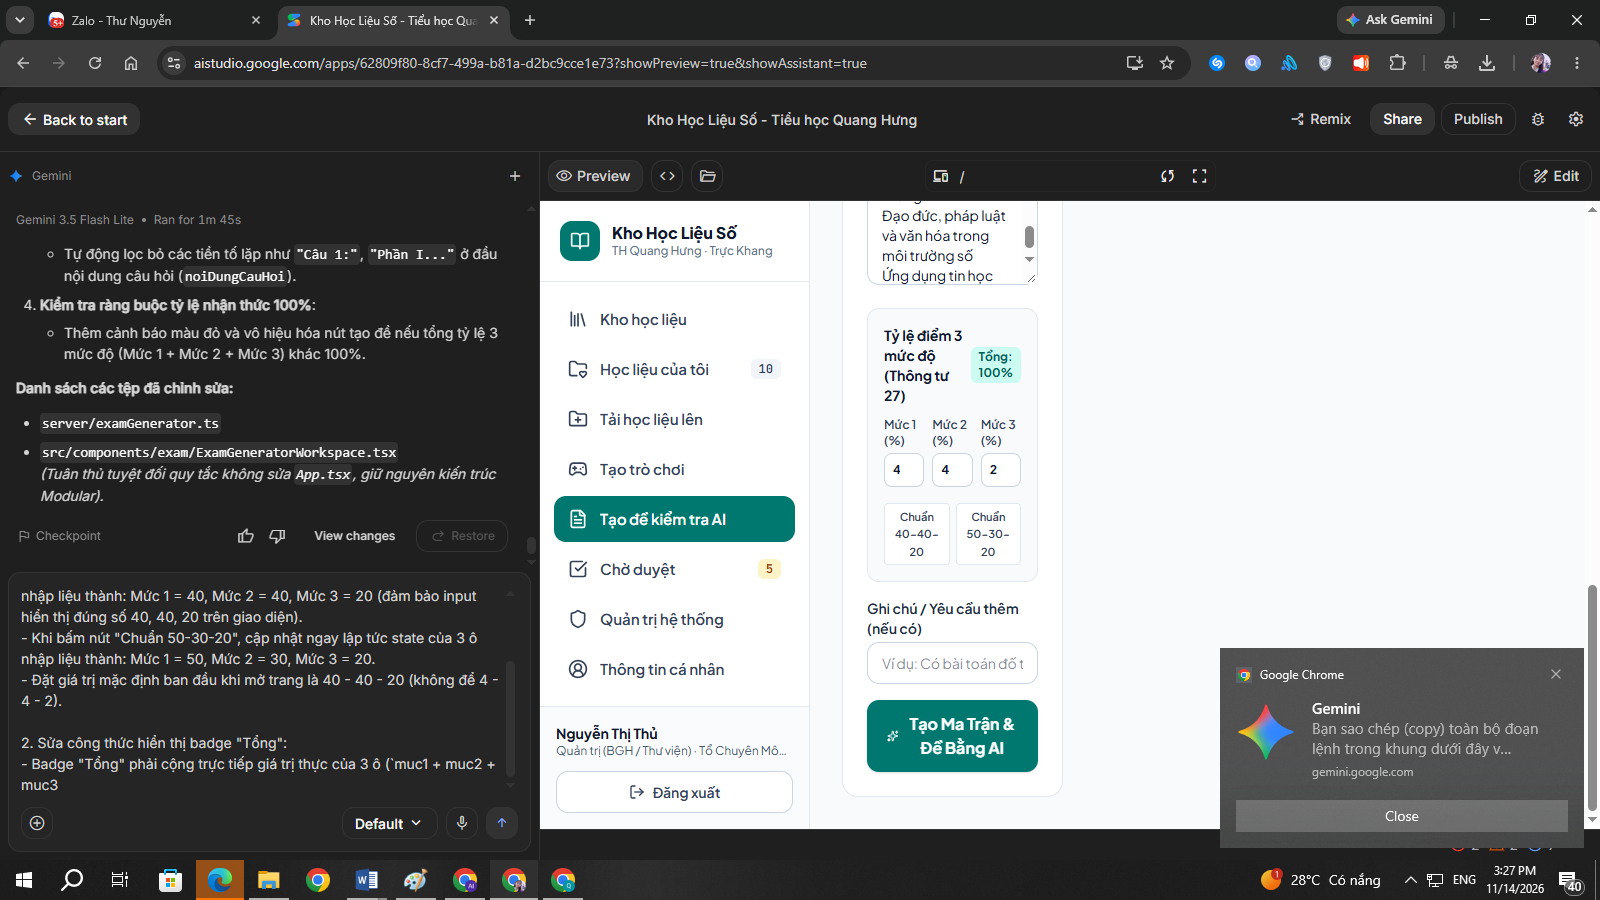 Zalo - Thư Nguyễn
Kho Học Liệu Số - Tiểu học Qua
Ask Gemini
aistudio.google.com/apps/62809f80-8cf7-499a-b81a-d2bc9cce1e73?showPreview=true&showAssistant=true
Back to start
Kho Học Liệu Số - Tiểu học Quang Hưng
Remix
Share
Publish
Gemini
Preview
/
Edit
Gemini 3.5 Flash Lite • Ran for 1m 45s
Tự động lọc bỏ các tiền tố lặp như "Câu 1:", "Phần I..." ở đầu
nội dung câu hỏi (noiDungCauHoi).
4. Kiểm tra ràng buộc tỷ lệ nhận thức 100%:
Thêm cảnh báo màu đỏ và vô hiệu hóa nút tạo đề nếu tổng tỷ lệ 3
mức độ (Mức 1 + Mức 2 + Mức 3) khác 100%.
Danh sách các tệp đã chỉnh sửa:
server/examGenerator.ts
src/components/exam/ExamGeneratorWorkspace.tsx
(Tuân thủ tuyệt đối quy tắc không sửa App.tsx, giữ nguyên kiến trúc
Modular).
Checkpoint
View changes
Restore
nhập liệu thành: Mức 1 = 40, Mức 2 = 40, Mức 3 = 20 (đảm bảo input
hiển thị đúng số 40, 40, 20 trên giao diện).
- Khi bấm nút "Chuẩn 50-30-20", cập nhật ngay lập tức state của 3 ô
nhập liệu thành: Mức 1 = 50, Mức 2 = 30, Mức 3 = 20.
- Đặt giá trị mặc định ban đầu khi mở trang là 40 - 40 - 20 (không để 4 -
4 - 2).
2. Sửa công thức hiển thị badge "Tổng":
- Badge "Tổng" phải cộng trực tiếp giá trị thực của 3 ô (`muc1 + muc2 +
muc3
Default
Kho Học Liệu Số
TH Quang Hưng · Trực Khang
Kho học liệu
Học liệu của tôi
10
Tải học liệu lên
Tạo trò chơi
Tạo đề kiểm tra AI
Chờ duyệt
5
Quản trị hệ thống
Thông tin cá nhân
Nguyễn Thị Thủ
Quản trị (BGH / Thư viện) · Tổ Chuyên Mô...
Đăng xuất
Đạo đức, pháp luật
và văn hóa trong
môi trường số
Ứng dụng tin học
Tỷ lệ điểm 3
mức độ
(Thông tư
27)
Tổng:
100%
Mức 1
(%)
Mức 2
(%)
Mức 3
(%)
4
4
2
Chuẩn
40-40-
20
Chuẩn
50-30-
20
Ghi chú / Yêu cầu thêm
(nếu có)
Ví dụ: Có bài toán đố t
Tạo Ma Trận &
Đề Bằng AI
Google Chrome
Gemini
Bạn sao chép (copy) toàn bộ đoạn
lệnh trong khung dưới đây v...
gemini.google.com
Close
28°C Có nắng
ENG
3:27 PM
11/14/2026
40